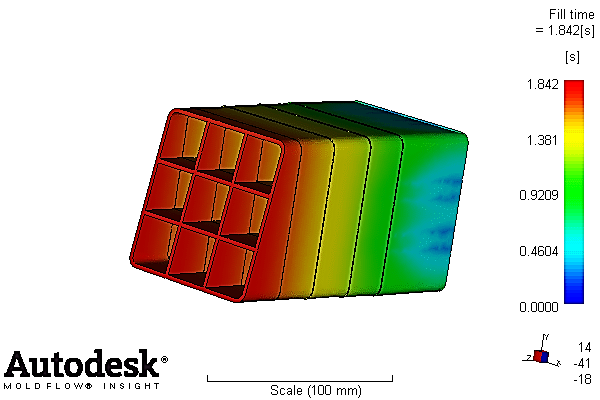 Fill time
= 1.842[s]
[s]
1.842
1.381
0.9209
0.4604
0.0000
Autodesk®
MOLDFLOW® INSIGHT
Scale (100 mm)
Y
Z
X
14
-41
-18